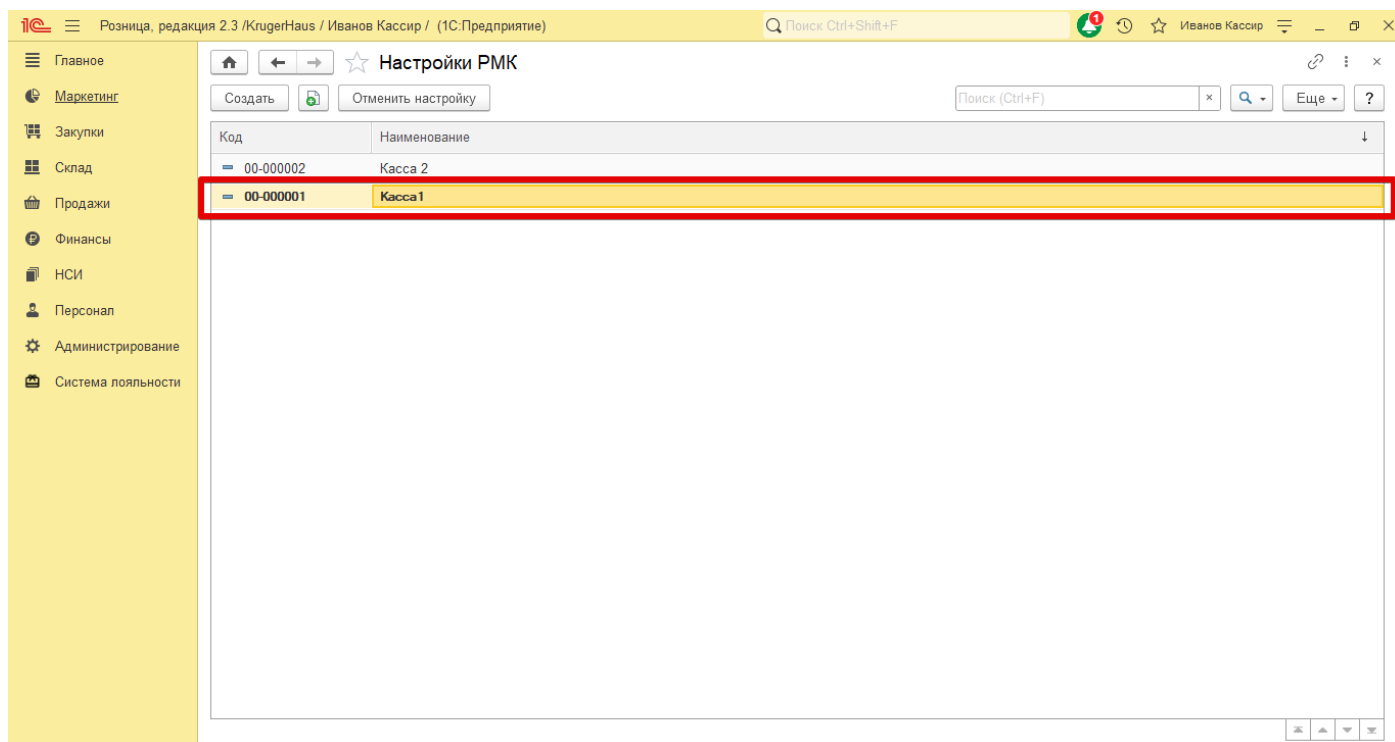 1С Розница, редакция 2.3 /KrugerHaus / Иванов Кассир / (1С:Предприятие) Поиск Ctrl+Shift+F 1 Иванов Кассир
Главное
Маркетинг
Закупки
Склад
Продажи
Финансы
НСИ
Персонал
Администрирование
Система лояльности
Настройки РМК
Создать Отменить настройку Поиск (Ctrl+F) × Еще ?
Код Наименование
00-000002 Касса 2
00-000001 Касса1